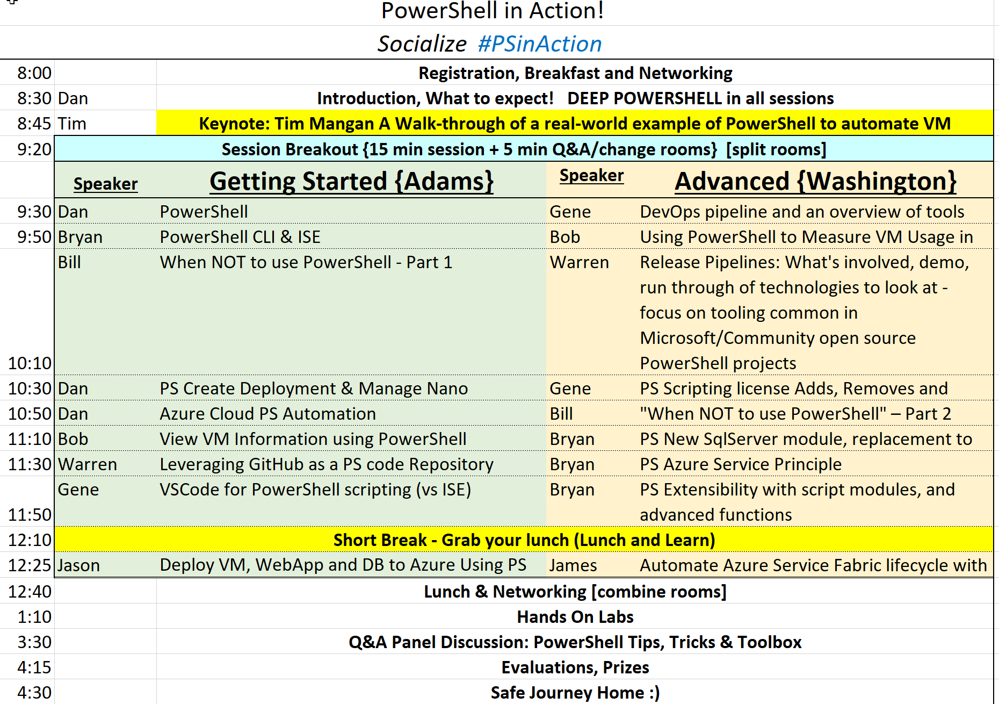 PowerShell in Action!
Socialize #PSinAction
8:00 Registration, Breakfast and Networking
8:30 Dan Introduction, What to expect! DEEP POWERSHELL in all sessions
8:45 Tim Keynote: Tim Mangan A Walk-through of a real-world example of PowerShell to automate VM
9:20 Session Breakout {15 min session + 5 min Q&A/change rooms} [split rooms]
Speaker Getting Started {Adams} Speaker Advanced {Washington}
9:30 Dan PowerShell Gene DevOps pipeline and an overview of tools
9:50 Bryan PowerShell CLI & ISE Bob Using PowerShell to Measure VM Usage in
Bill When NOT to use PowerShell - Part 1 Warren Release Pipelines: What's involved, demo,
run through of technologies to look at -
focus on tooling common in
Microsoft/Community open source
10:10 PowerShell projects
10:30 Dan PS Create Deployment & Manage Nano Gene PS Scripting license Adds, Removes and
10:50 Dan Azure Cloud PS Automation Bill "When NOT to use PowerShell" – Part 2
11:10 Bob View VM Information using PowerShell Bryan PS New SqlServer module, replacement to
11:30 Warren Leveraging GitHub as a PS code Repository Bryan PS Azure Service Principle
Gene VSCode for PowerShell scripting (vs ISE) Bryan PS Extensibility with script modules, and
11:50 advanced functions
12:10 Short Break - Grab your lunch (Lunch and Learn)
12:25 Jason Deploy VM, WebApp and DB to Azure Using PS James Automate Azure Service Fabric lifecycle with
12:40 Lunch & Networking [combine rooms]
1:10 Hands On Labs
3:30 Q&A Panel Discussion: PowerShell Tips, Tricks & Toolbox
4:15 Evaluations, Prizes
4:30 Safe Journey Home :)